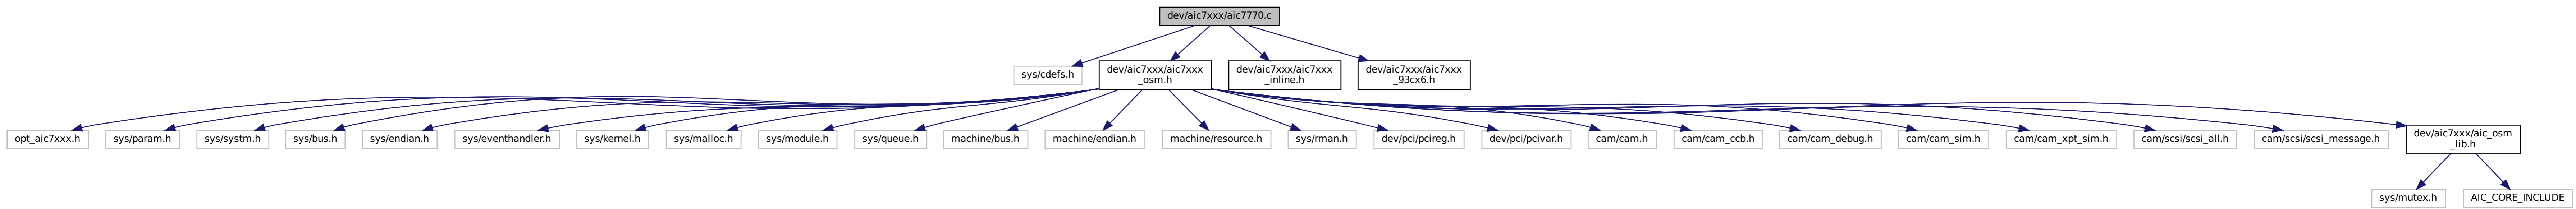 dev/aic7xxx/aic7770.c
sys/cdefs.h
dev/aic7xxx/aic7xxx
_osm.h
dev/aic7xxx/aic7xxx
_inline.h
dev/aic7xxx/aic7xxx
_93cx6.h
opt_aic7xxx.h
sys/param.h
sys/systm.h
sys/bus.h
sys/endian.h
sys/eventhandler.h
sys/kernel.h
sys/malloc.h
sys/module.h
sys/queue.h
machine/bus.h
machine/endian.h
machine/resource.h
sys/rman.h
dev/pci/pcireg.h
dev/pci/pcivar.h
cam/cam.h
cam/cam_ccb.h
cam/cam_debug.h
cam/cam_sim.h
cam/cam_xpt_sim.h
cam/scsi/scsi_all.h
cam/scsi/scsi_message.h
dev/aic7xxx/aic_osm
_lib.h
sys/mutex.h
AIC_CORE_INCLUDE